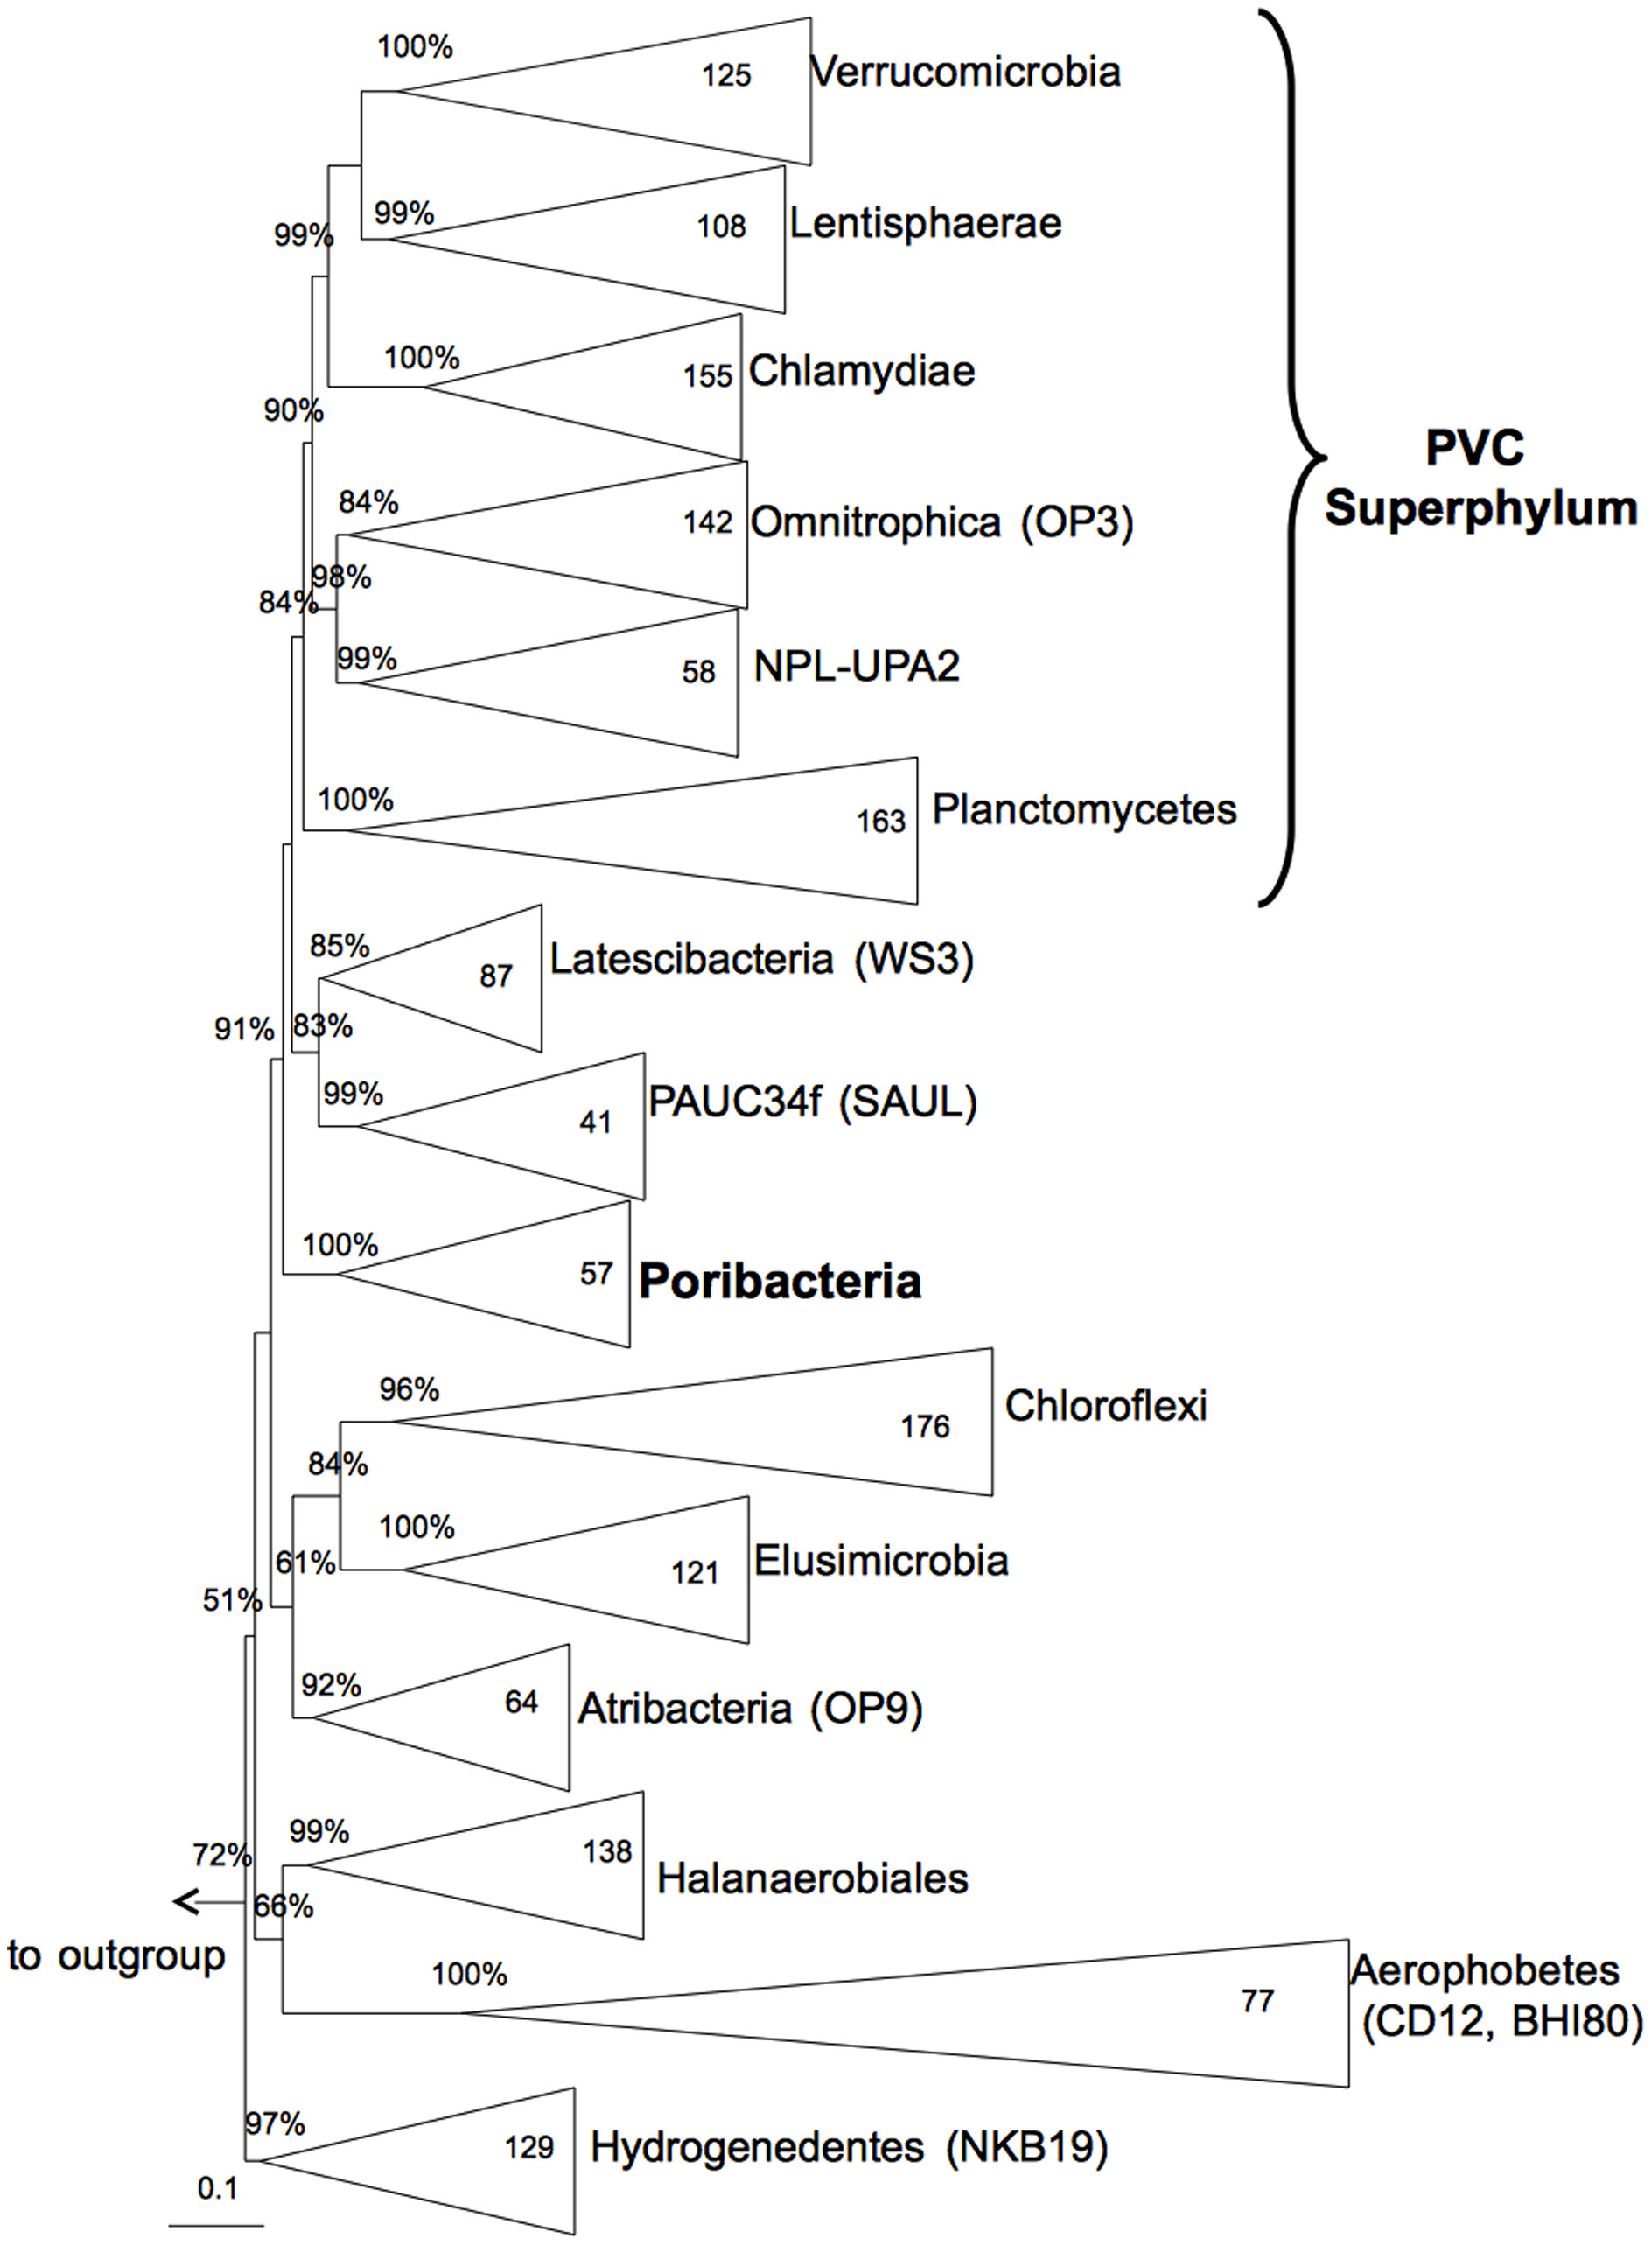 100%
125
Verrucomicrobia
99%
108
Lentisphaerae
99%
100%
155
Chlamydiae
90%
PVC
Superphylum
84%
142
Omnitrophica (OP3)
98%
84%
99%
58
NPL-UPA2
100%
163
Planctomycetes
85%
87
Latescibacteria (WS3)
91%
83%
99%
41
PAUC34f (SAUL)
100%
57
Poribacteria
96%
176
Chloroflexi
84%
100%
121
Elusimicrobia
61%
51%
92%
64
Atribacteria (OP9)
99%
138
Halanaerobiales
72%
66%
to outgroup
100%
77
Aerophobetes
(CD12, BHI80)
97%
129
Hydrogenedentes (NKB19)
0.1